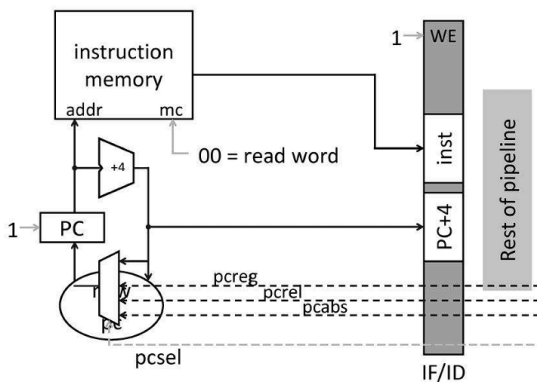 instruction
memory
addr
mc
1
WE
+4
00 = read word
inst
Rest of pipeline
1
PC
PC+4
pcreg
pcrel
pcabs
pcsel
IF/ID